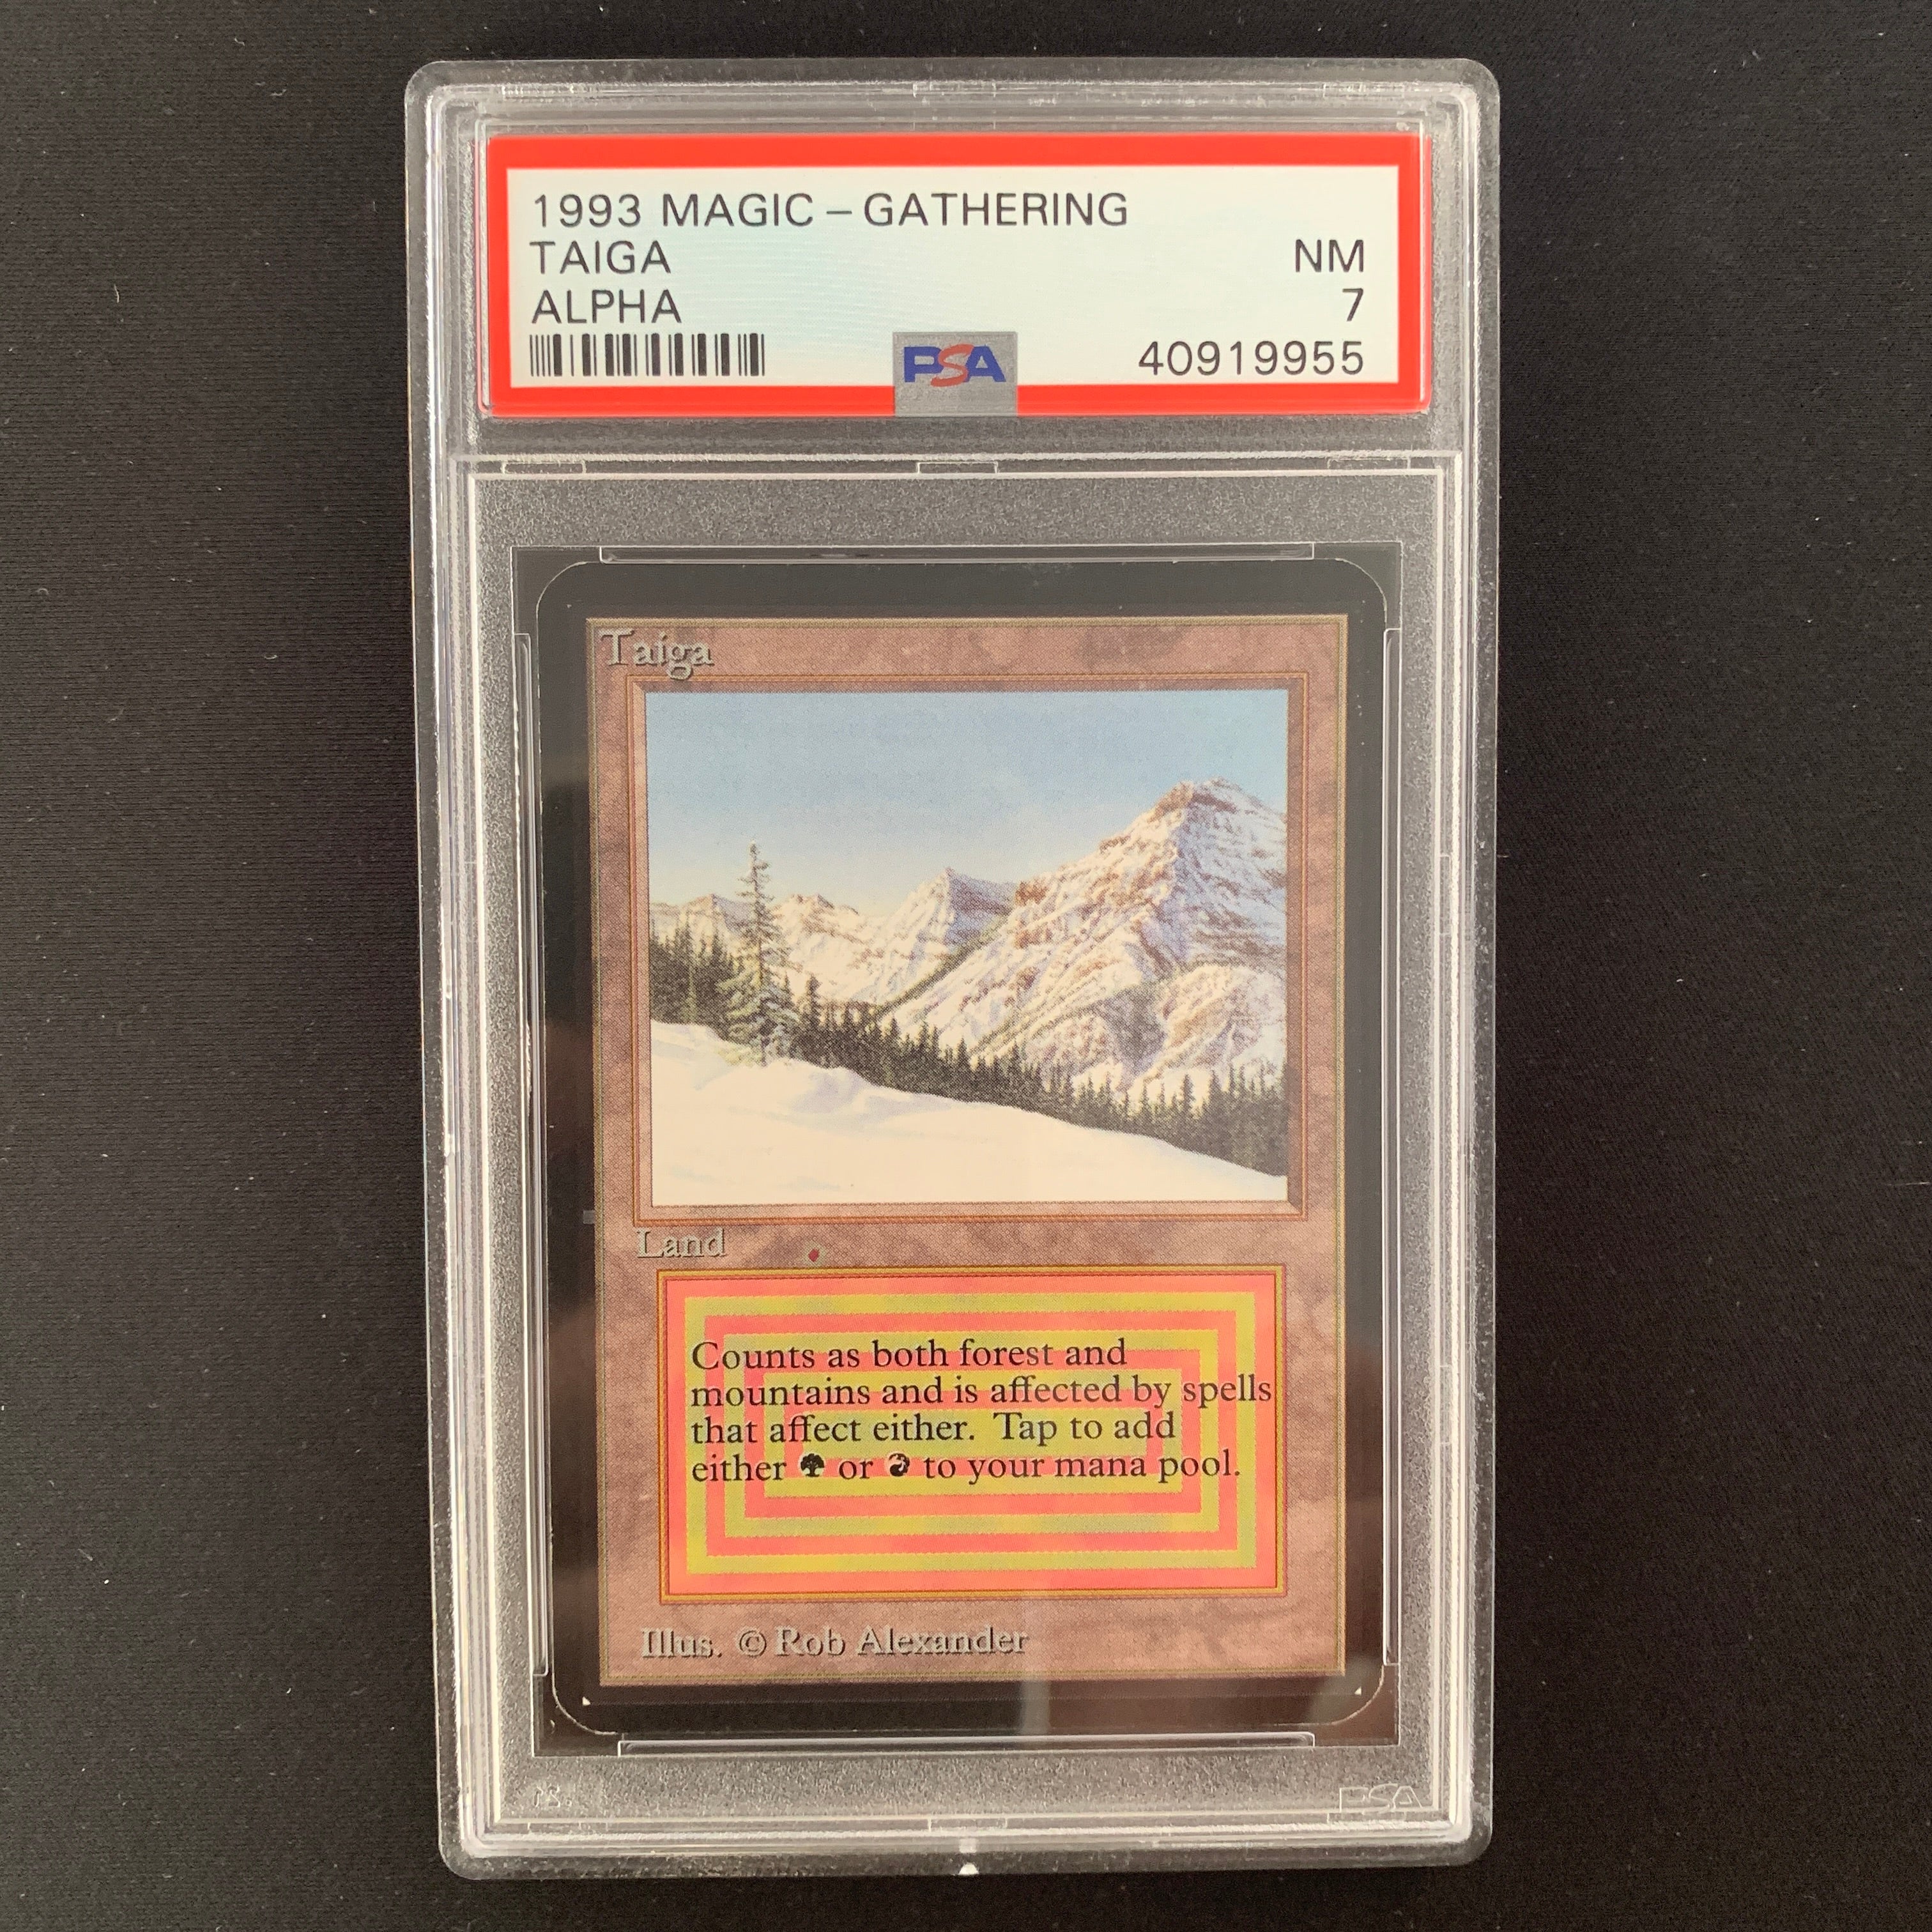 1993 MAGIC – GATHERING
TAIGA NM
ALPHA 7
PSA 40919955
Taiga
Land
Counts as both forest and
mountains and is affected by spells
that affect either. Tap to add
either or to your mana pool.
Illus. © Rob Alexander
PSA